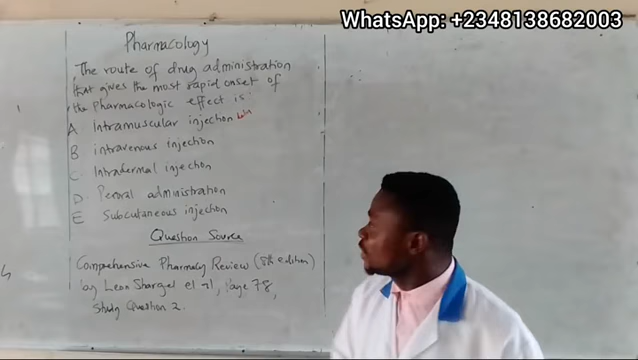 WhatsApp: +2348138682003
Pharmacology
The route of drug administration
that gives the most rapid onset of
the pharmacologic effect is
A Intramuscular injection
B intravenous injection
C. Intradermal injection
D. Peroral administration
E Subcutaneous injection
Question Source
Comprehensive Pharmacy Review (8th edition)
by Leon Shargel et al, Page 78,
Study Question 2.